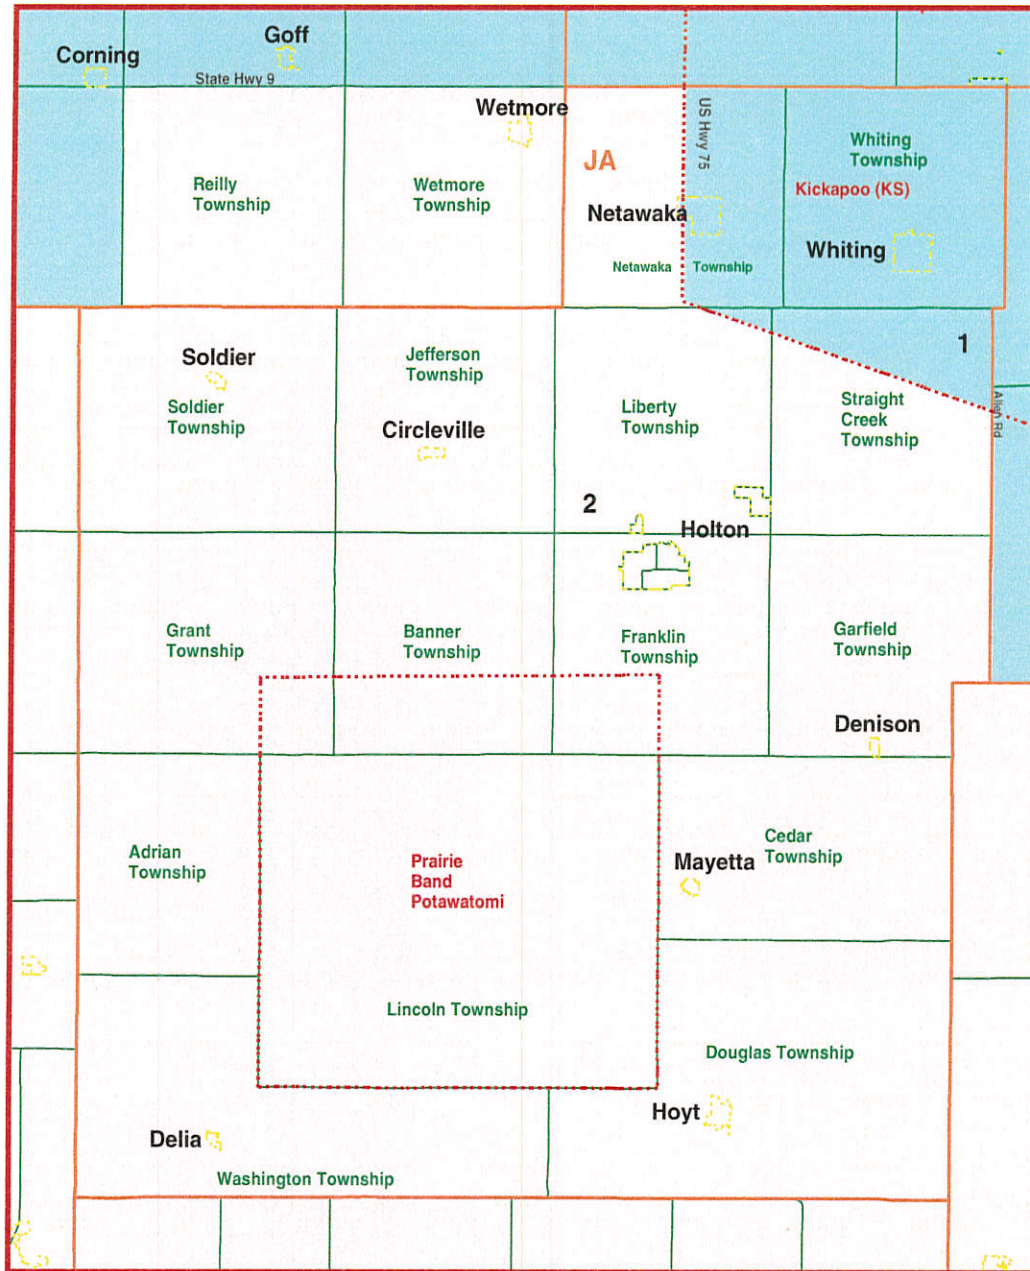 Goff
Corning
State Hwy 9
Wetmore
US Hwy 75
JA
Whiting
Township
Kickapoo (KS)
Reilly
Township
Wetmore
Township
Netawaka
Whiting
Netawaka Township
1
Soldier
Jefferson
Township
Soldier
Township
Circleville
Liberty
Township
Straight
Creek
Township
Allen Rd
2
Holton
Grant
Township
Banner
Township
Franklin
Township
Garfield
Township
Denison
Adrian
Township
Prairie
Band
Potawatomi
Mayetta
Cedar
Township
Lincoln Township
Douglas Township
Hoyt
Delia
Washington Township